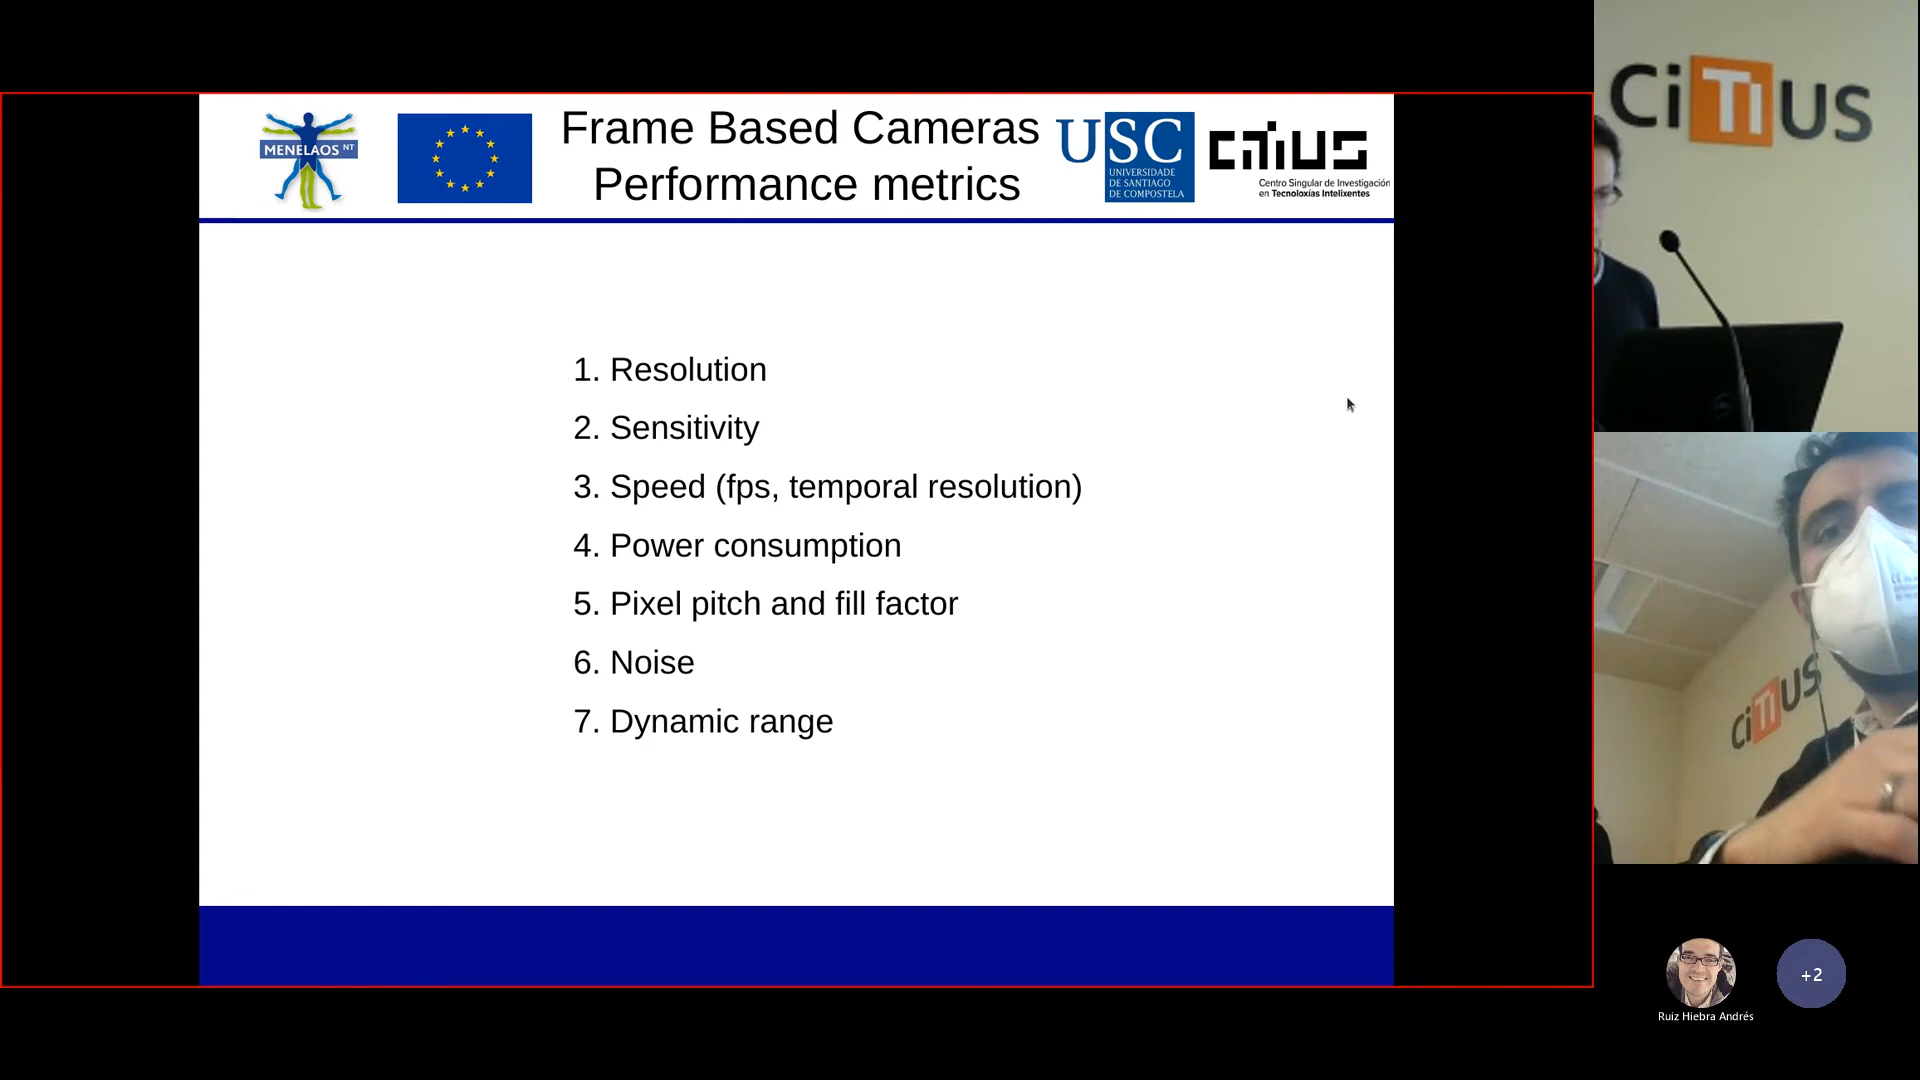 MENELAOS NT
Frame Based Cameras
Performance metrics
USC
UNIVERSIDADE
DE SANTIAGO
DE COMPOSTELA
CiTIUS
Centro Singular de Investigación
en Tecnoloxías Intelixentes
1. Resolution
2. Sensitivity
3. Speed (fps, temporal resolution)
4. Power consumption
5. Pixel pitch and fill factor
6. Noise
7. Dynamic range
CiTIUS
CiTIUS
Ruiz Hiebra Andrés
+2